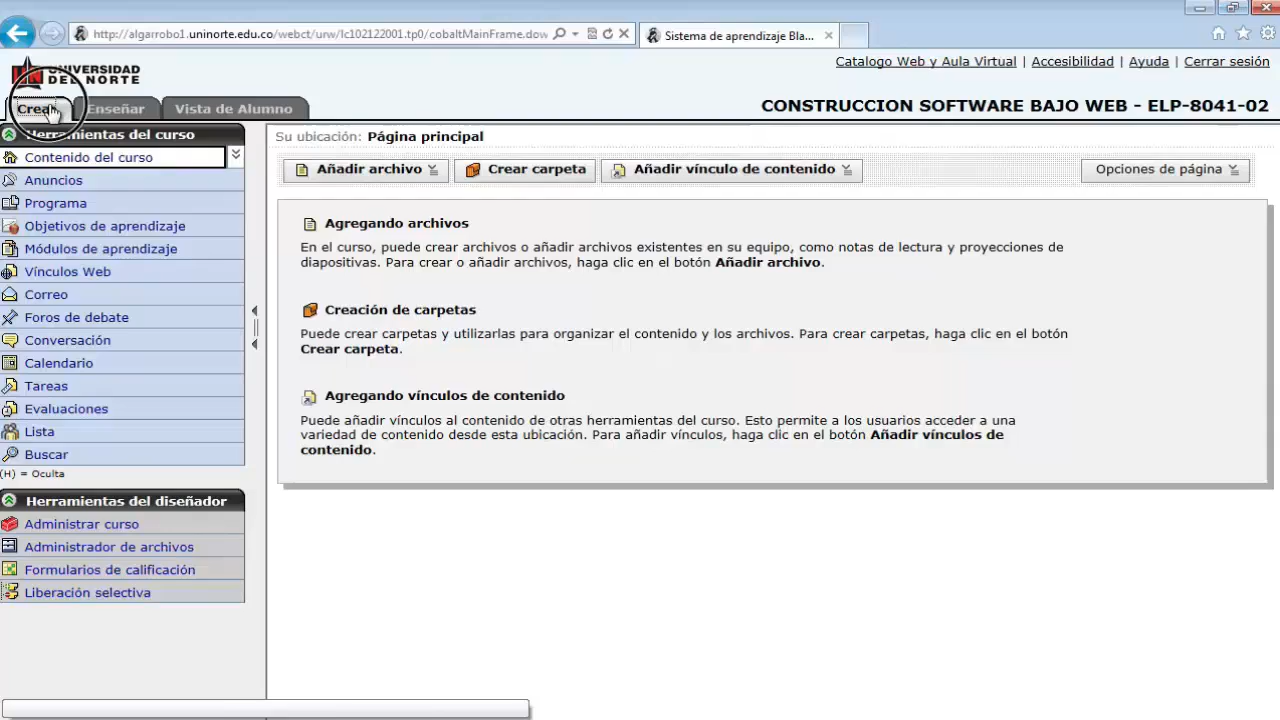 http://algarrobo1.uninorte.edu.co/webct/urw/lc102122001.tp0/cobaltMainFrame.dow
Sistema de aprendizaje Bla...
UNIVERSIDAD
DEL NORTE
Catalogo Web y Aula Virtual | Accesibilidad | Ayuda | Cerrar sesión
Crear Enseñar Vista de Alumno
CONSTRUCCION SOFTWARE BAJO WEB - ELP-8041-02
Herramientas del curso
Contenido del curso
Anuncios
Programa
Objetivos de aprendizaje
Módulos de aprendizaje
Vínculos Web
Correo
Foros de debate
Conversación
Calendario
Tareas
Evaluaciones
Lista
Buscar
(H) = Oculta
Herramientas del diseñador
Administrar curso
Administrador de archivos
Formularios de calificación
Liberación selectiva
Su ubicación: Página principal
Añadir archivo Crear carpeta Añadir vínculo de contenido Opciones de página
Agregando archivos
En el curso, puede crear archivos o añadir archivos existentes en su equipo, como notas de lectura y proyecciones de
diapositivas. Para crear o añadir archivos, haga clic en el botón Añadir archivo.
Creación de carpetas
Puede crear carpetas y utilizarlas para organizar el contenido y los archivos. Para crear carpetas, haga clic en el botón
Crear carpeta.
Agregando vínculos de contenido
Puede añadir vínculos al contenido de otras herramientas del curso. Esto permite a los usuarios acceder a una
variedad de contenido desde esta ubicación. Para añadir vínculos, haga clic en el botón Añadir vínculos de
contenido.